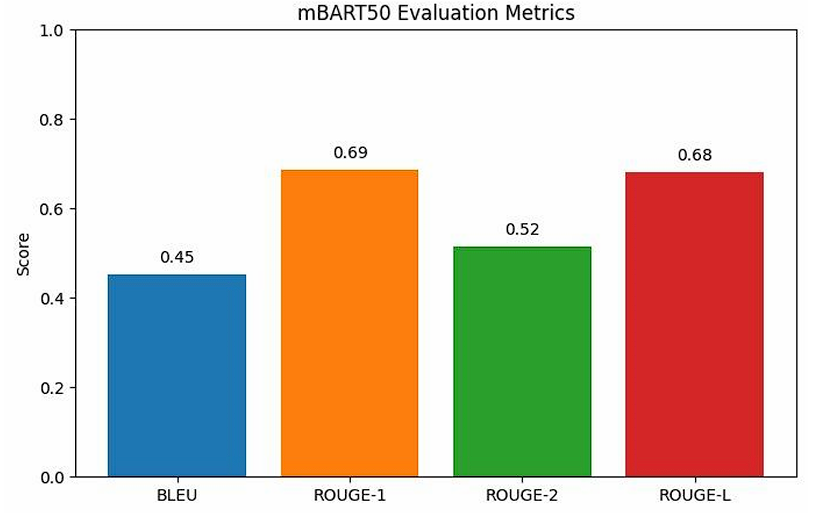 mBART50 Evaluation Metrics
1.0
0.8
0.6
0.4
0.2
0.0
Score
0.45
0.69
0.52
0.68
BLEU
ROUGE-1
ROUGE-2
ROUGE-L